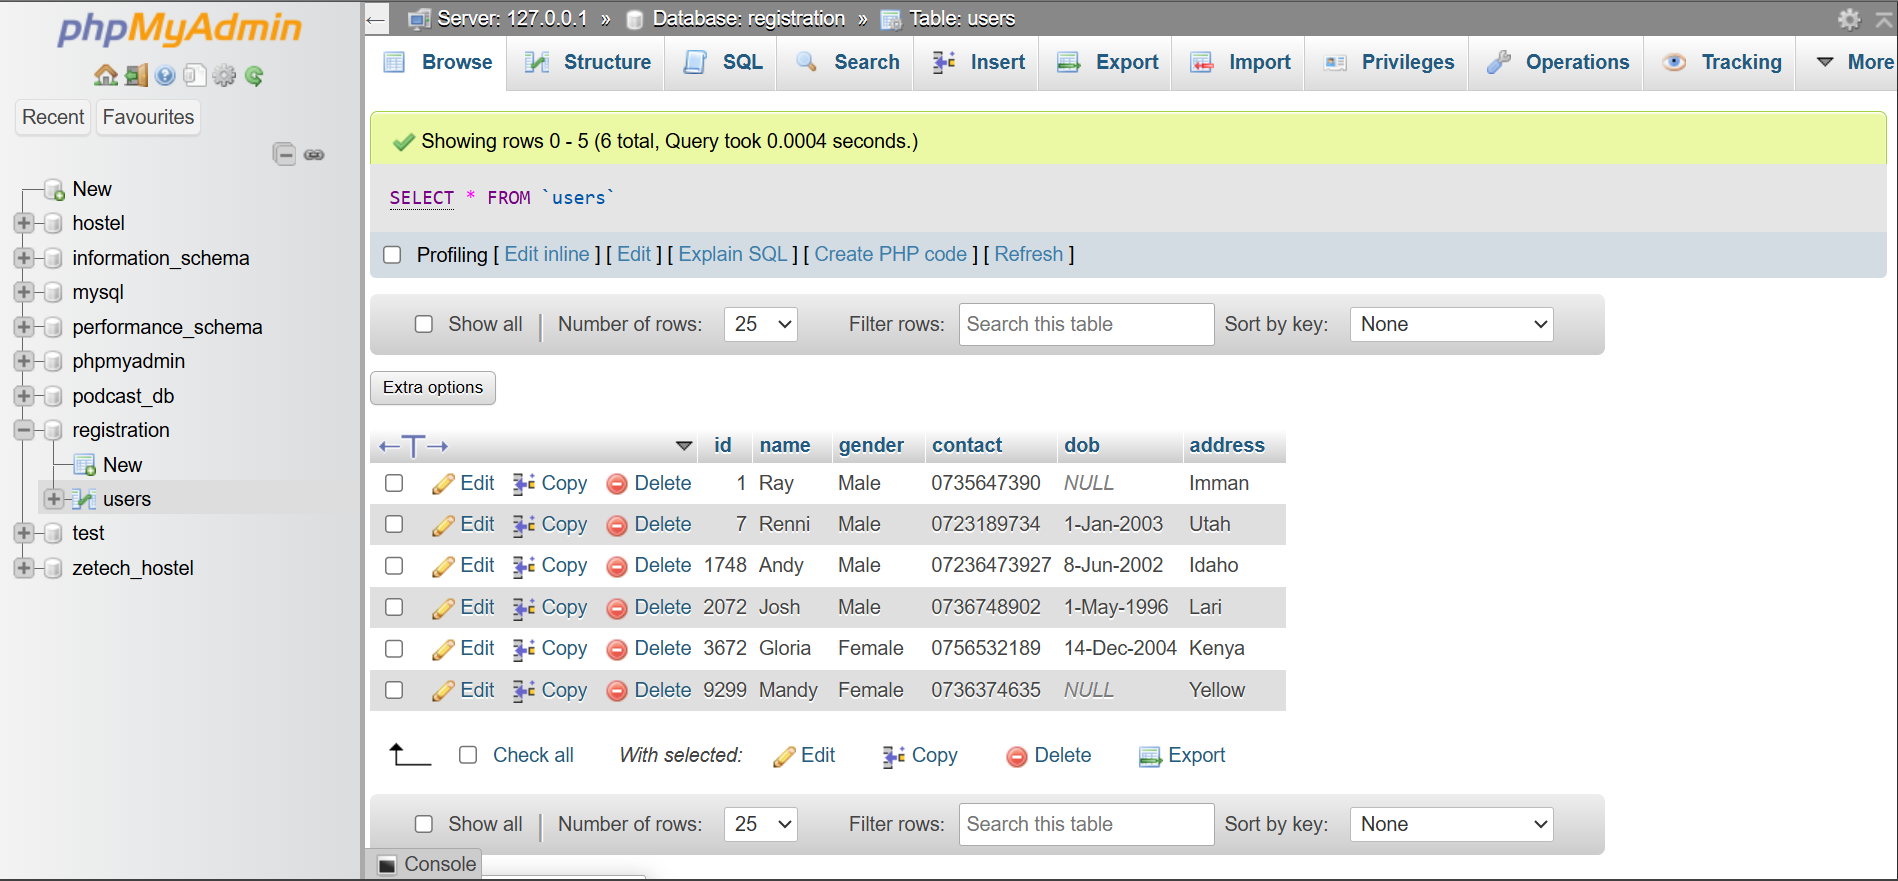 phpMyAdmin
Recent Favourites
New
hostel
information_schema
mysql
performance_schema
phpmyadmin
podcast_db
registration
New
users
test
zetech_hostel
← Server: 127.0.0.1 » Database: registration » Table: users
Browse Structure SQL Search Insert Export Import Privileges Operations Tracking More
Showing rows 0 - 5 (6 total, Query took 0.0004 seconds.)
SELECT * FROM `users`
Profiling [ Edit inline ] [ Edit ] [ Explain SQL ] [ Create PHP code ] [ Refresh ]
Show all Number of rows: 25 Filter rows: Search this table Sort by key: None
Extra options
←T→ id name gender contact dob address
Edit Copy Delete 1 Ray Male 0735647390 NULL Imman
Edit Copy Delete 7 Renni Male 0723189734 1-Jan-2003 Utah
Edit Copy Delete 1748 Andy Male 07236473927 8-Jun-2002 Idaho
Edit Copy Delete 2072 Josh Male 0736748902 1-May-1996 Lari
Edit Copy Delete 3672 Gloria Female 0756532189 14-Dec-2004 Kenya
Edit Copy Delete 9299 Mandy Female 0736374635 NULL Yellow
Check all With selected: Edit Copy Delete Export
Show all Number of rows: 25 Filter rows: Search this table Sort by key: None
Console